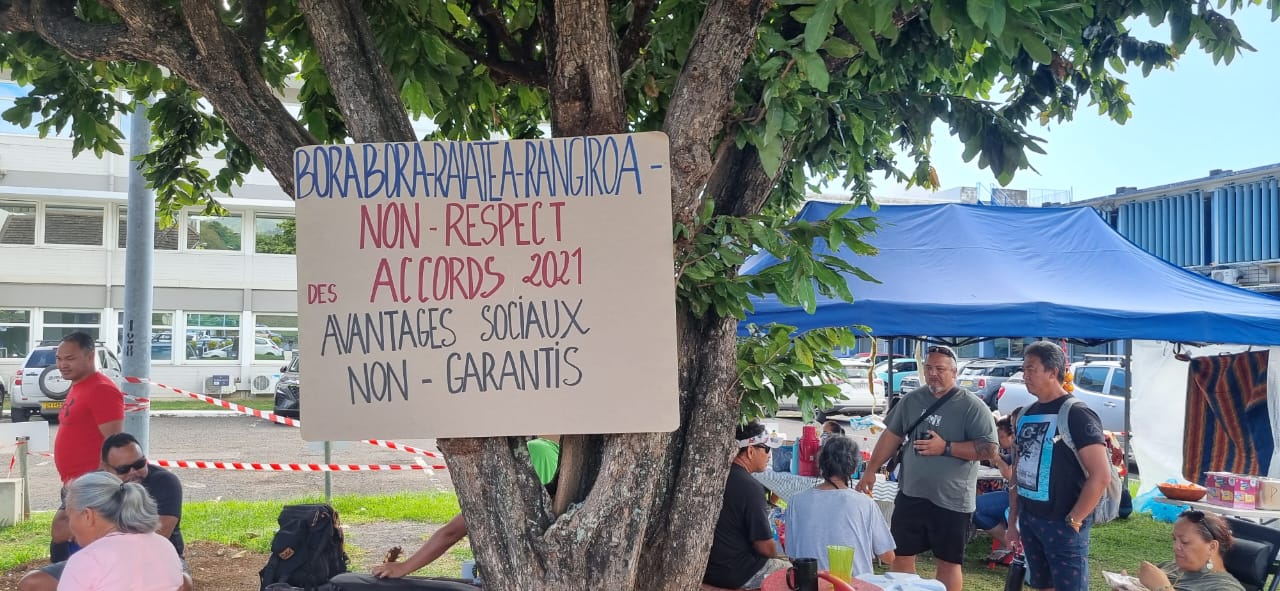 BORABORA-RAIATEA-RANGIROA-
NON-RESPECT
DES ACCORDS 2021
AVANTAGES SOCIAUX
NON-GARANTIS